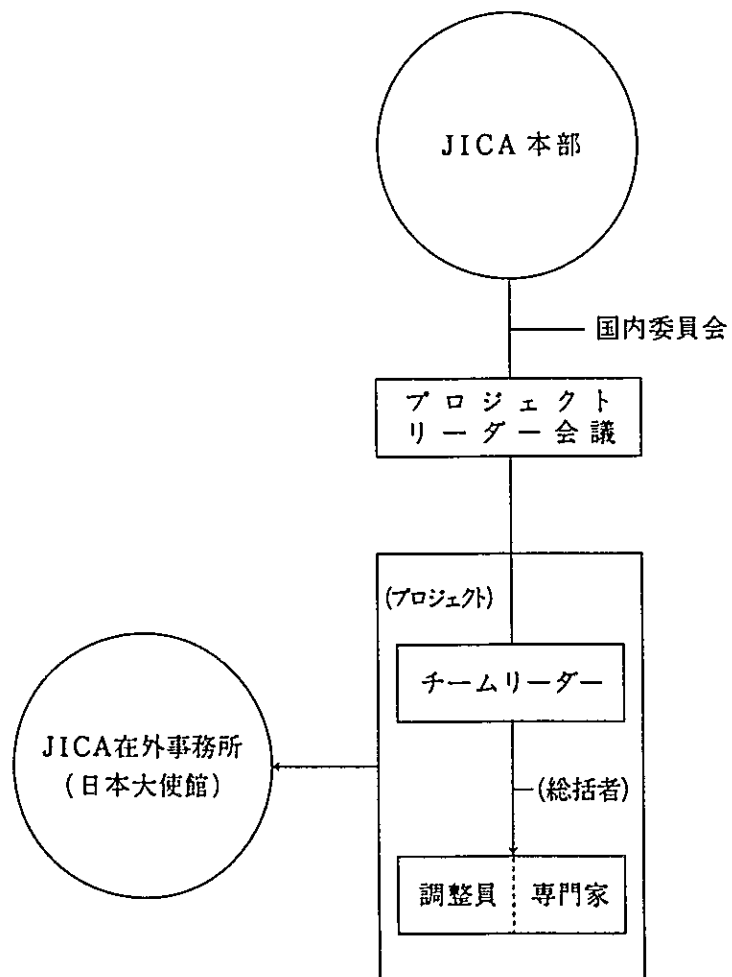 JICA 本部
国内委員会
プロジェクト
リーダー会議
(プロジェクト)
チームリーダー
JICA在外事務所
(日本大使館)
(総括者)
調整員 専門家